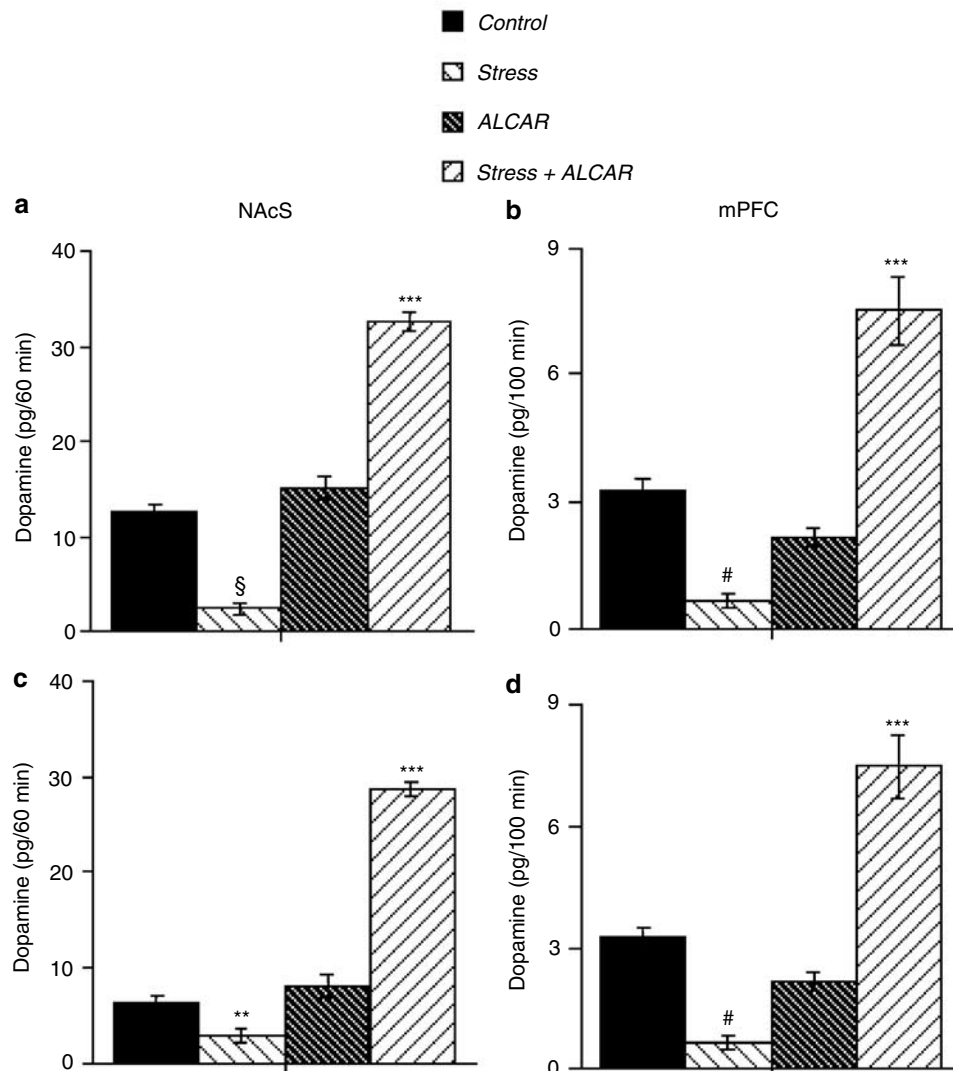 Control
Stress
ALCAR
Stress + ALCAR
a
NAcS
Dopamine (pg/60 min)
40
30
20
10
0
§
***
b
mPFC
Dopamine (pg/100 min)
9
6
3
0
#
***
c
Dopamine (pg/60 min)
40
30
20
10
0
**
***
d
Dopamine (pg/100 min)
9
6
3
0
#
***